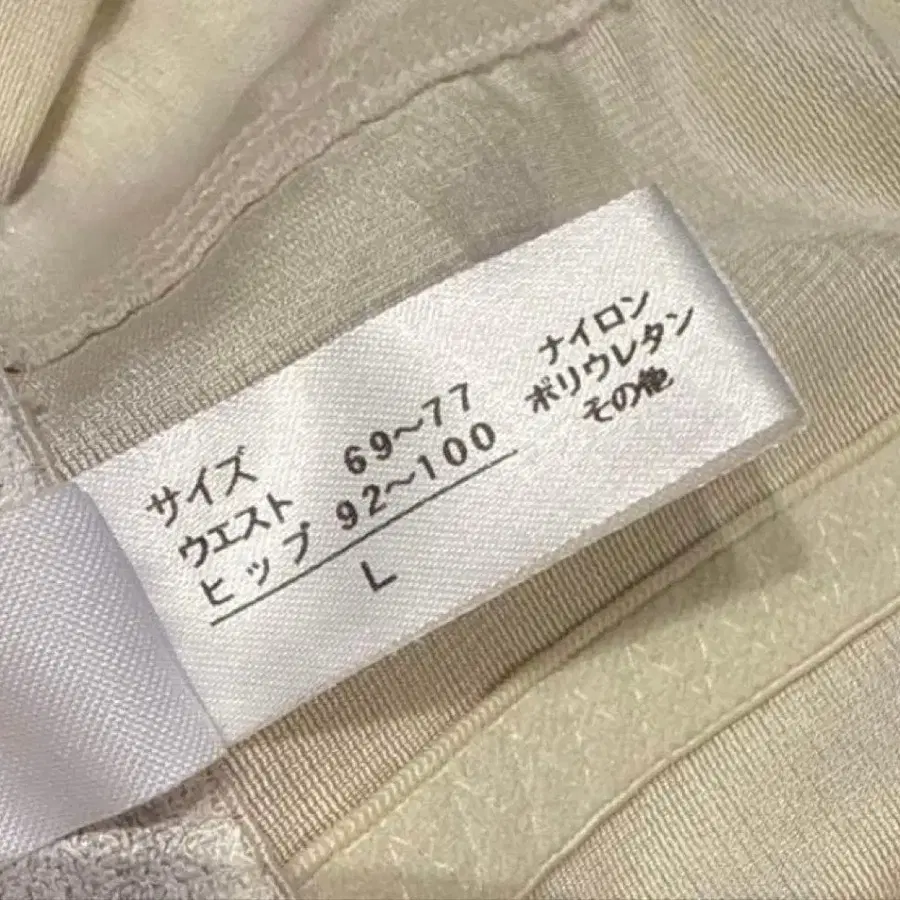 サイズ
ウエスト 69～77
ヒップ 92～100
L
ナイロン
ポリウレタン
その他